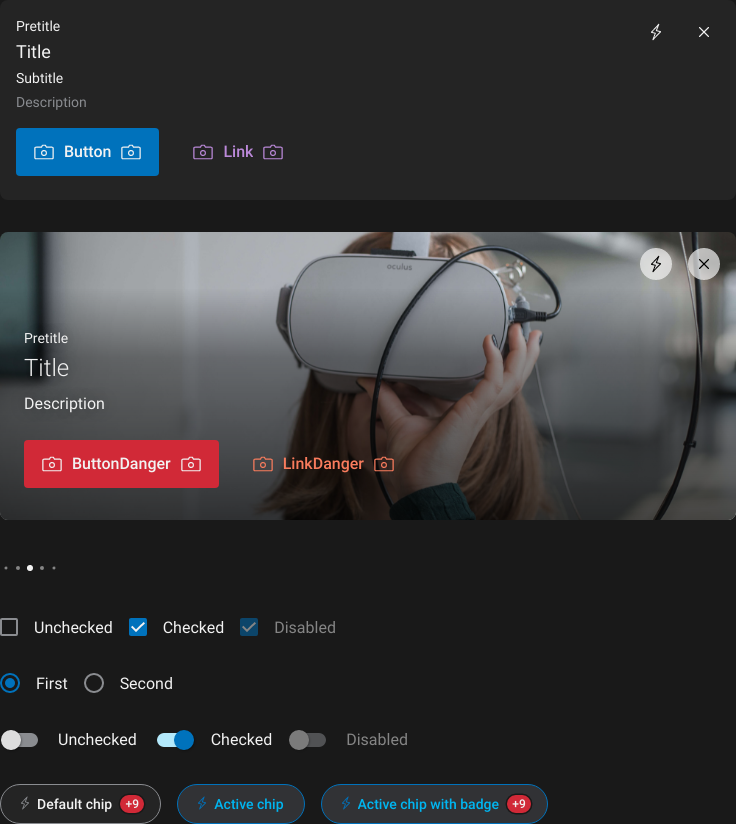 Pretitle
Title
Subtitle
Description
Button Link
oculus
Pretitle
Title
Description
ButtonDanger LinkDanger
Unchecked Checked Disabled
First Second
Unchecked Checked Disabled
Default chip +9 Active chip Active chip with badge +9